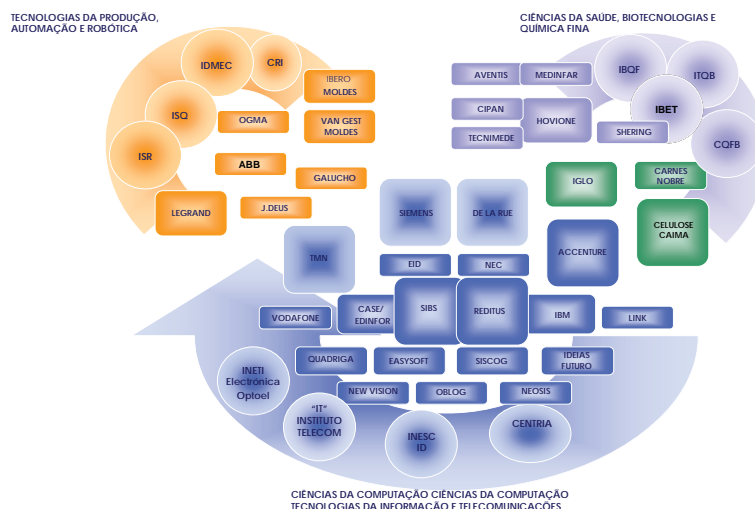 TECNOLOGIAS DA PRODUÇÃO,
AUTOMAÇÃO E ROBÓTICA
CIÊNCIAS DA SAÚDE, BIOTECNOLOGIAS E
QUÍMICA FINA
IDMEC
CRI
IBERO
MOLDES
ISQ
OGMA
VAN GEST
MOLDES
ISR
ABB
GALUCHO
LEGRAND
J.DEUS
AVENTIS
MEDINFAR
IBQF
ITQB
CIPAN
HOVIONE
IBET
TECNIMEDE
SHERING
CQFB
IGLO
CARNES
NOBRE
SIEMENS
DE LA RUE
CELULOSE
CAIMA
TMN
ACCENTURE
EID
NEC
VODAFONE
CASE/
EDINFOR
SIBS
REDITUS
IBM
LINK
QUADRIGA
EASYSOFT
SISCOG
IDEIAS
FUTURO
INETI
Electrónica
Optoel
NEW VISION
OBLOG
NEOSIS
"IT"
INSTITUTO
TELECOM
INESC
ID
CENTRIA
CIÊNCIAS DA COMPUTAÇÃO CIÊNCIAS DA COMPUTAÇÃO
TECNOLOGIAS DA INFORMAÇÃO E TELECOMUNICAÇÕES